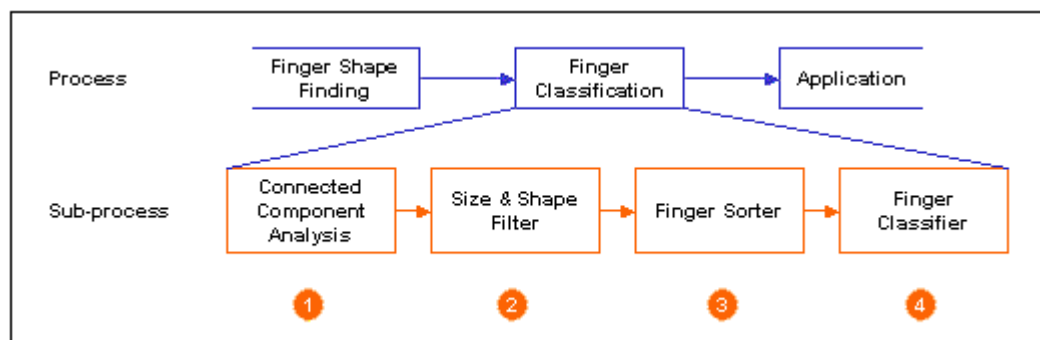 Process
Finger Shape
Finding
Finger
Classification
Application
Sub-process
Connected
Component
Analysis
Size & Shape
Filter
Finger Sorter
Finger
Classifier
1
2
3
4